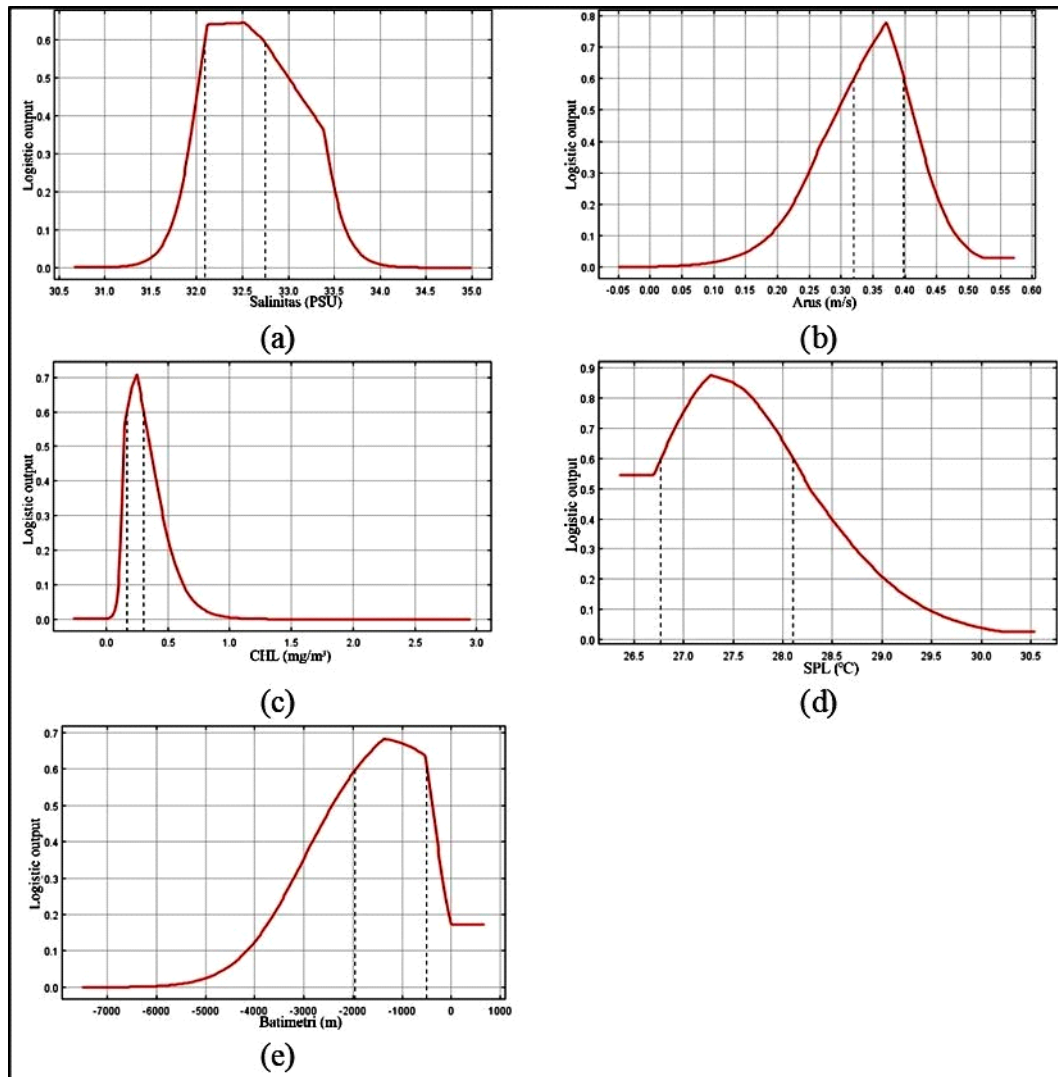 Logistic output
0.6
0.5
0.4
0.3
0.2
0.1
0.0
30.5 31.0 31.5 32.0 32.5 33.0 33.5 34.0 34.5 35.0
Salinitas (PSU)
(a)
Logistic output
0.8
0.7
0.6
0.5
0.4
0.3
0.2
0.1
0.0
-0.05 0.00 0.05 0.10 0.15 0.20 0.25 0.30 0.35 0.40 0.45 0.50 0.55 0.60
Arus (m/s)
(b)
Logistic output
0.7
0.6
0.5
0.4
0.3
0.2
0.1
0.0
0.0 0.5 1.0 1.5 2.0 2.5 3.0
CHL (mg/m³)
(c)
Logistic output
0.9
0.8
0.7
0.6
0.5
0.4
0.3
0.2
0.1
0.0
26.5 27.0 27.5 28.0 28.5 29.0 29.5 30.0 30.5
SPL (°C)
(d)
Logistic output
0.7
0.6
0.5
0.4
0.3
0.2
0.1
0.0
-7000 -6000 -5000 -4000 -3000 -2000 -1000 0 1000
Batimetri (m)
(e)